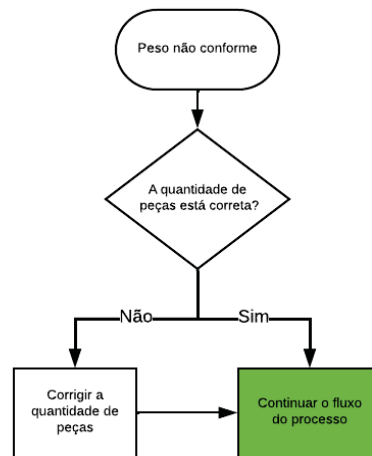 Peso não conforme
A quantidade de
peças está correta?
Não
Sim
Corrigir a
quantidade de
peças
Continuar o fluxo
do processo